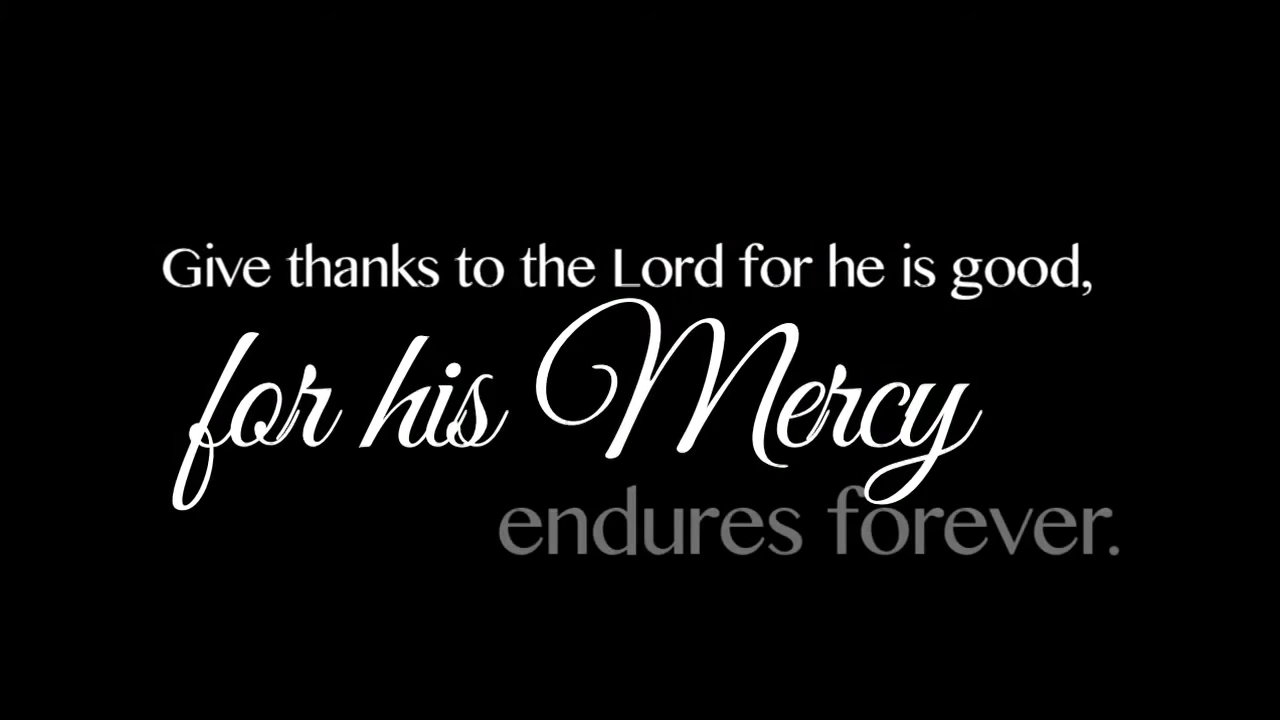 Give thanks to the Lord for he is good,
for his Mercy
endures forever.